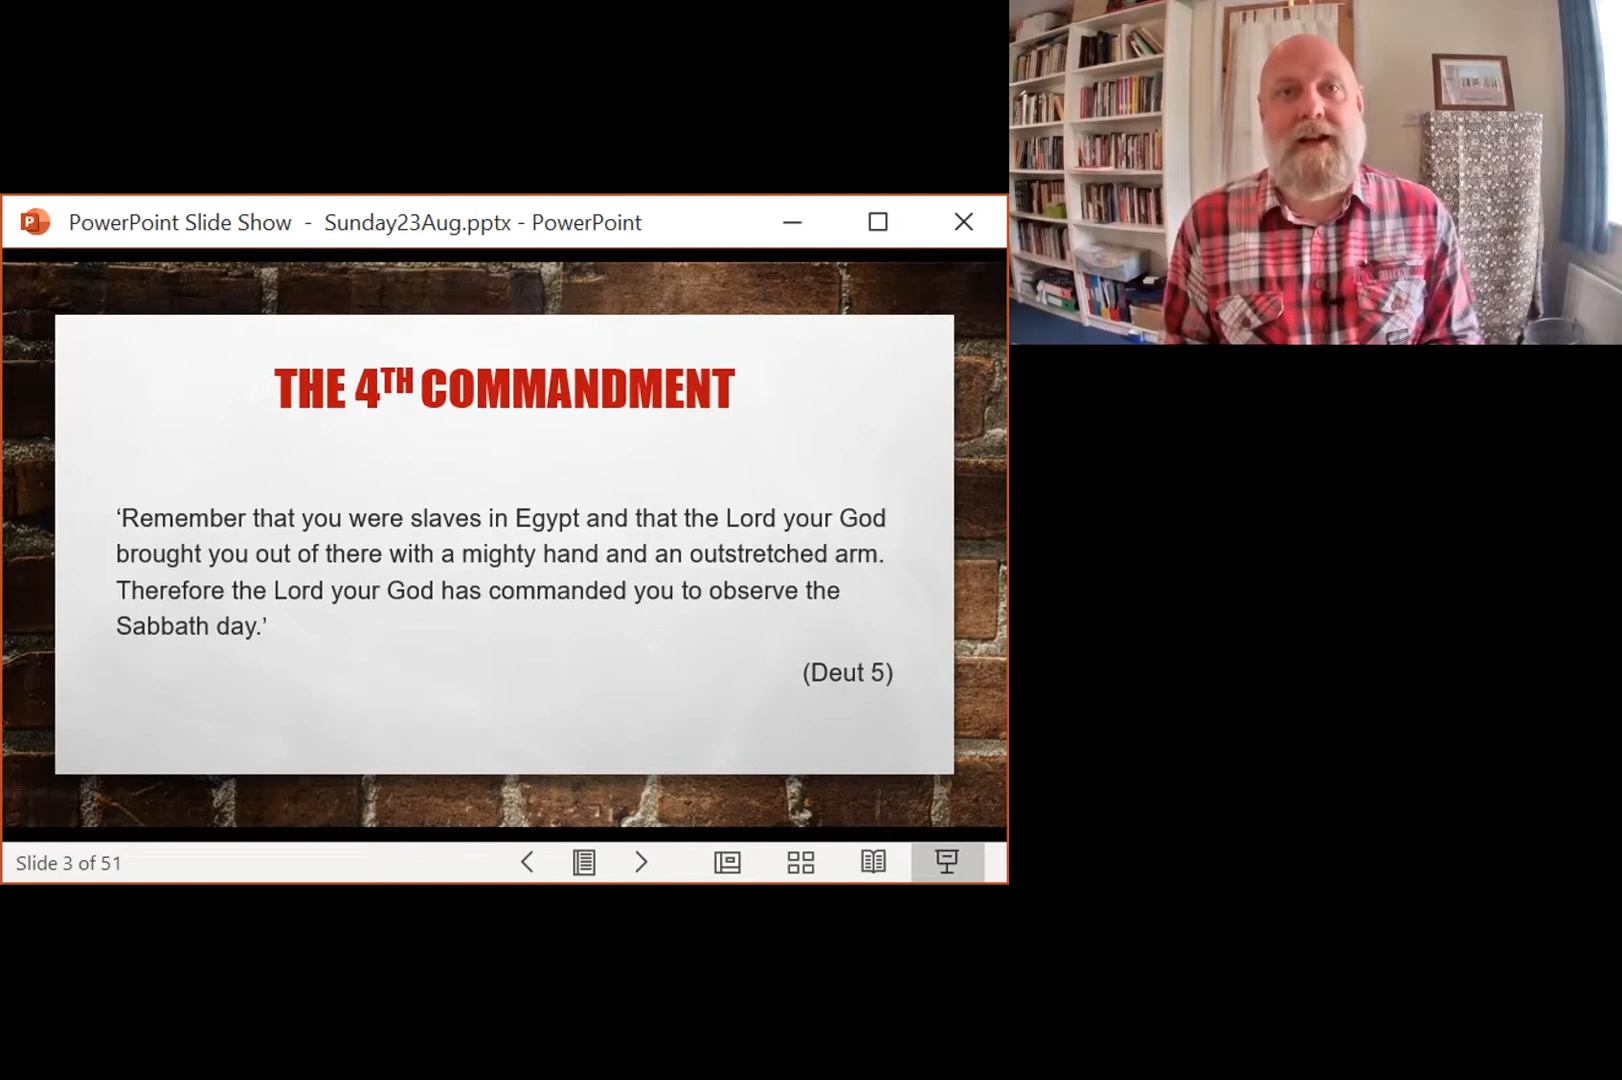 PowerPoint Slide Show - Sunday23Aug.pptx - PowerPoint
THE 4TH COMMANDMENT
‘Remember that you were slaves in Egypt and that the Lord your God
brought you out of there with a mighty hand and an outstretched arm.
Therefore the Lord your God has commanded you to observe the
Sabbath day.’
(Deut 5)
Slide 3 of 51